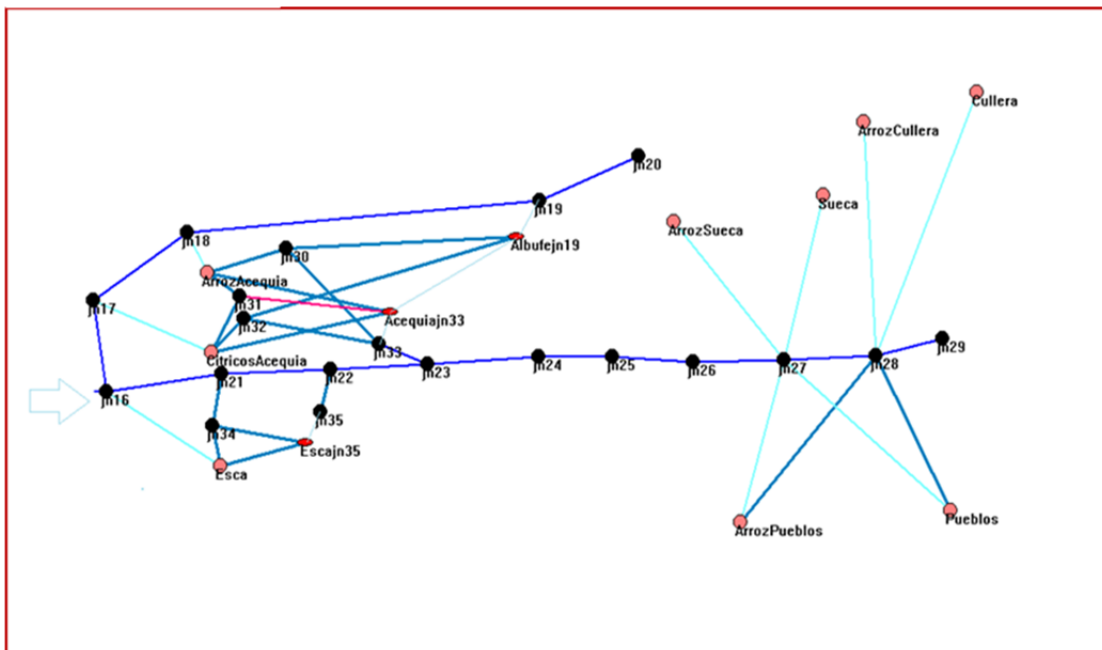 Cullera
ArrozCullera
jn20
Sueca
jn19
ArrozSueca
jn18
Albufejn19
jn30
ArrozAcequia
jn31
jn17
Acequiajn33
jn32
jn33
CitricosAcequia
jn29
jn24
jn25
jn26
jn27
jn28
jn23
jn22
jn21
jn16
jn35
jn34
Escajn35
Esca
Pueblos
ArrozPueblos